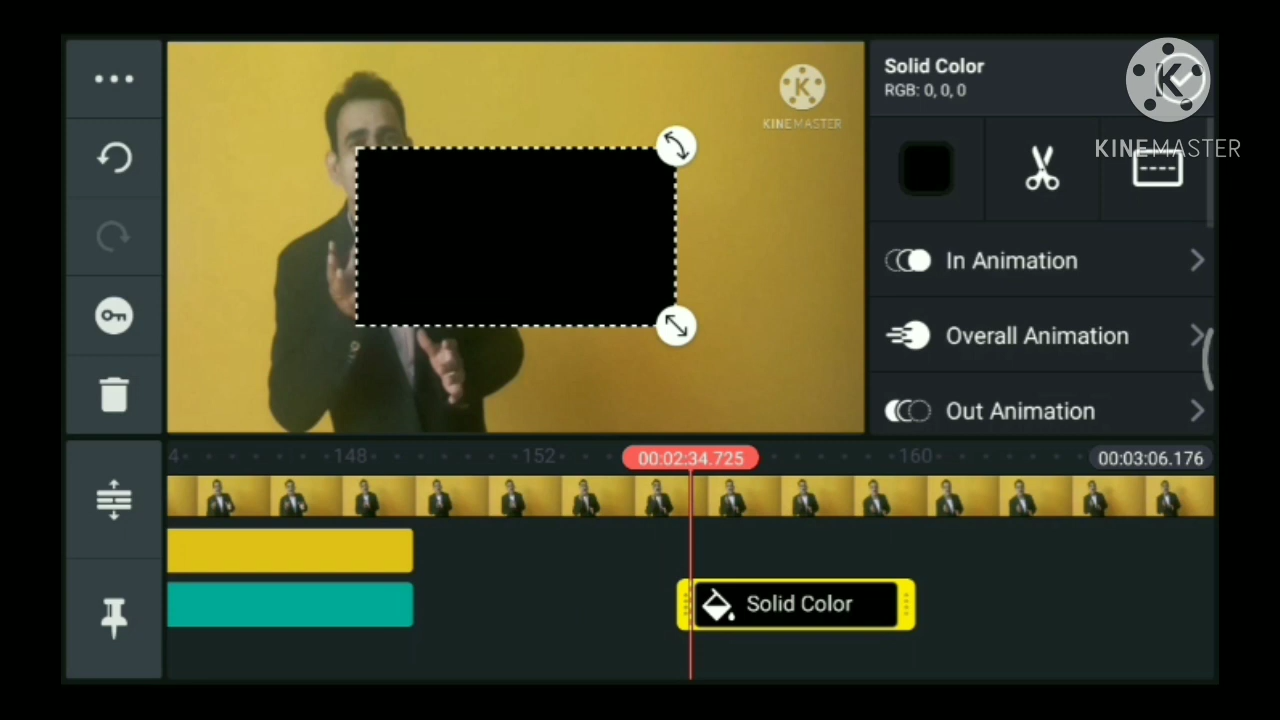 Solid Color
RGB: 0, 0, 0
KINEMASTER
KINEMASTER
In Animation
Overall Animation
Out Animation
4
148
152
00:02:34.725
160
00:03:06.176
Solid Color